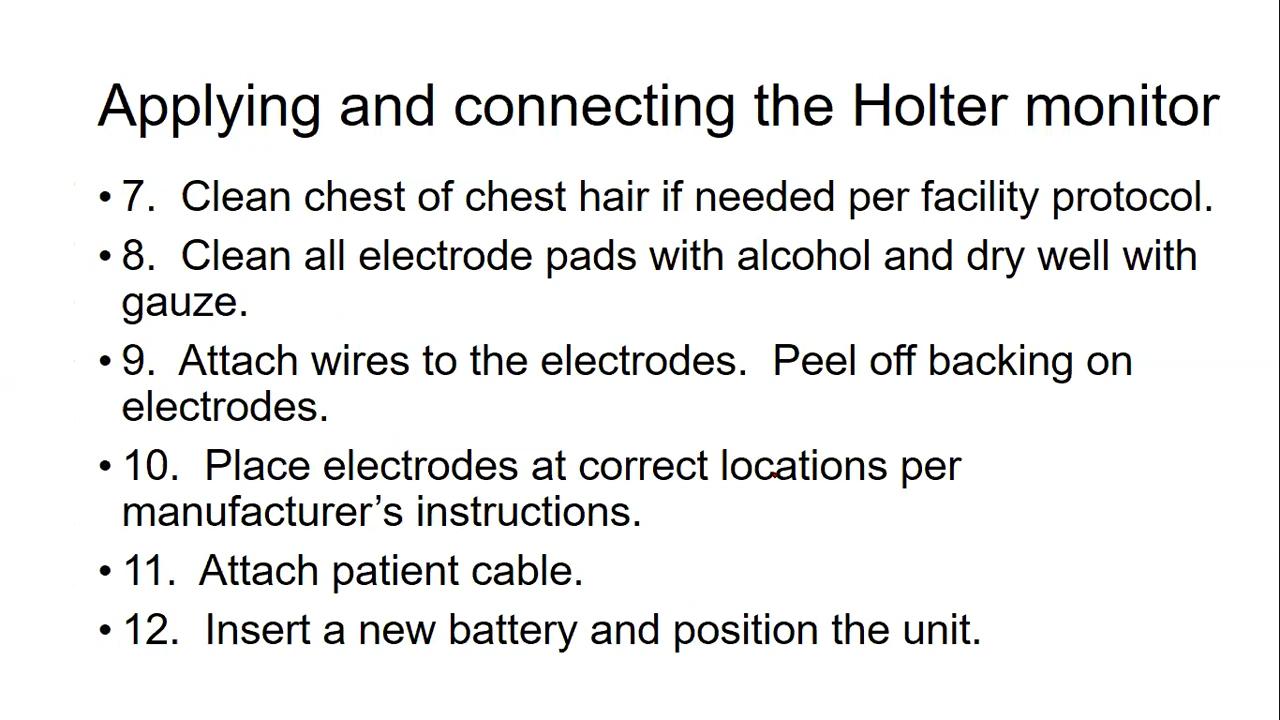 Applying and connecting the Holter monitor
• 7.  Clean chest of chest hair if needed per facility protocol.
• 8.  Clean all electrode pads with alcohol and dry well with
gauze.
• 9.  Attach wires to the electrodes.  Peel off backing on
electrodes.
• 10.  Place electrodes at correct locations per
manufacturer’s instructions.
• 11.  Attach patient cable.
• 12.  Insert a new battery and position the unit.